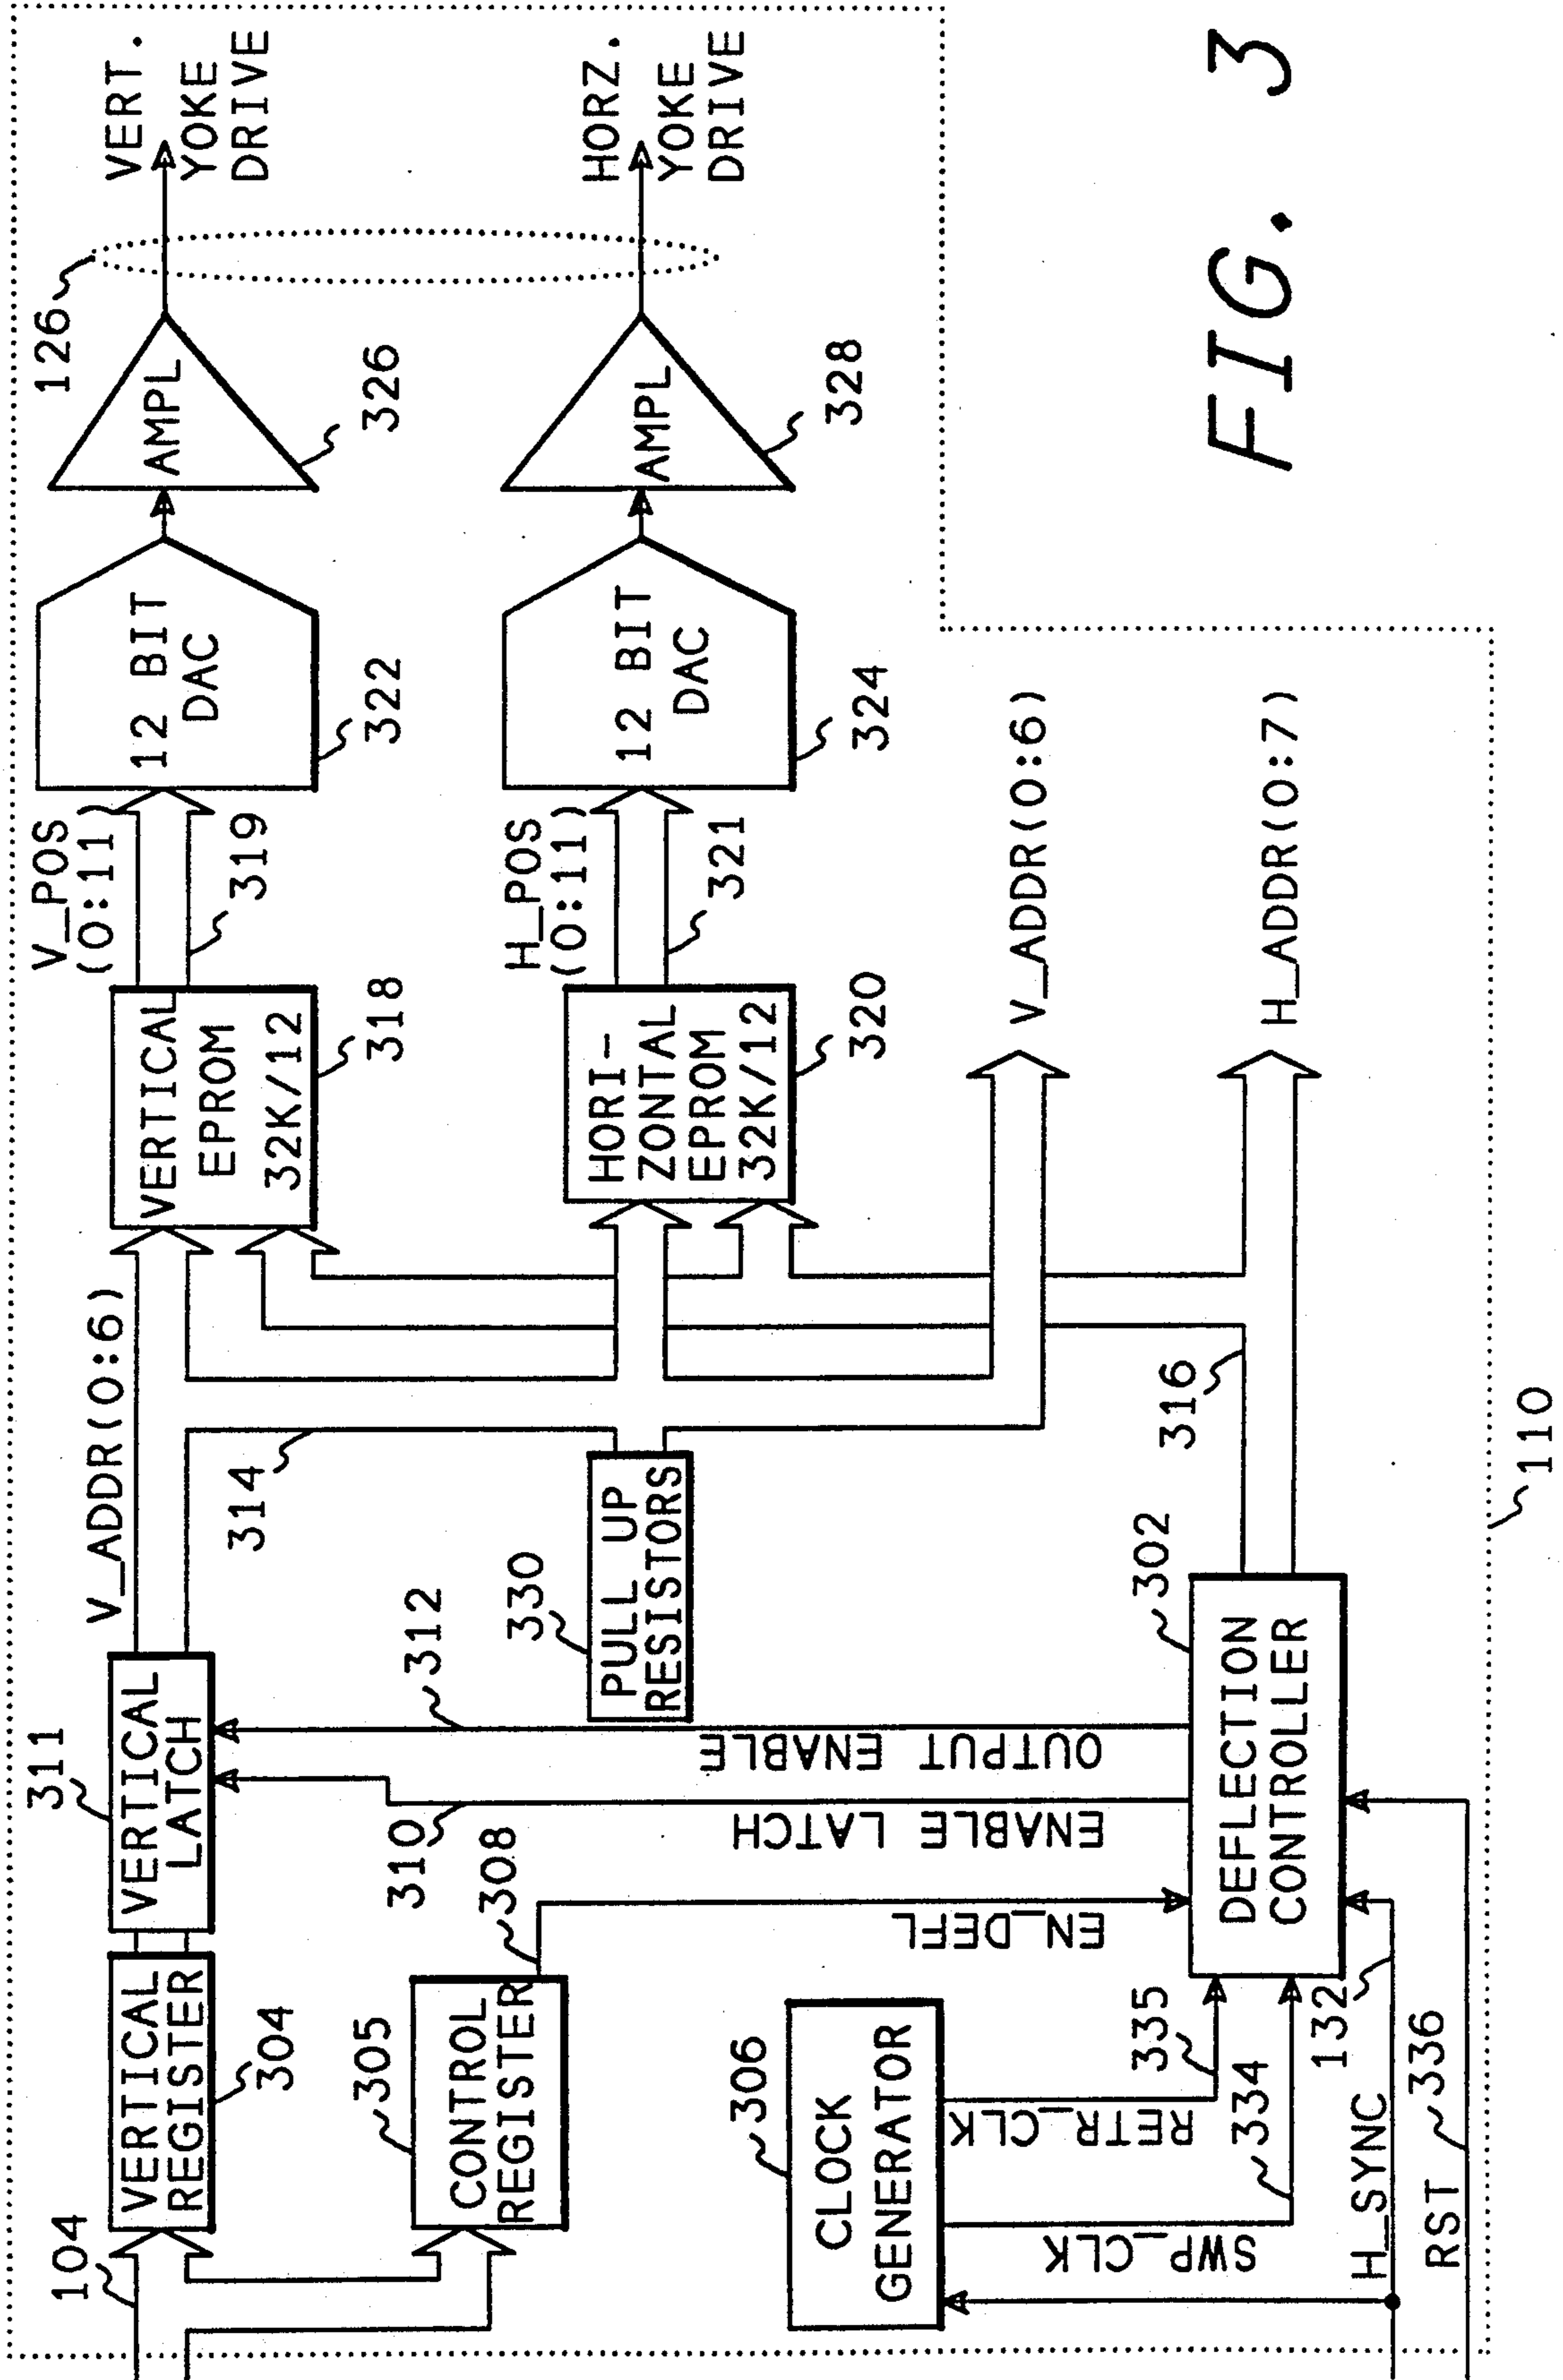 104
VERTICAL
REGISTER
304
311
VERTICAL
LATCH
V_ADDR(0:6)
314
VERTICAL
EPROM
32K/12
318
V_POS
(0:11)
319
12 BIT
DAC
322
AMPL
326
126
VERT.
YOKE
DRIVE
305
CONTROL
REGISTER
308
310
312
330
PULL UP
RESISTORS
HORI-
ZONTAL
EPROM
32K/12
320
H_POS
(0:11)
321
12 BIT
DAC
324
AMPL
328
HORZ.
YOKE
DRIVE
306
CLOCK
GENERATOR
EN_DEFL
ENABLE LATCH
OUTPUT ENABLE
RETR_CLK
335
SWP_CLK
334
302
DEFLECTION
CONTROLLER
316
V_ADDR(0:6)
H_ADDR(0:7)
H_SYNC
132
RST
336
110
FIG. 3